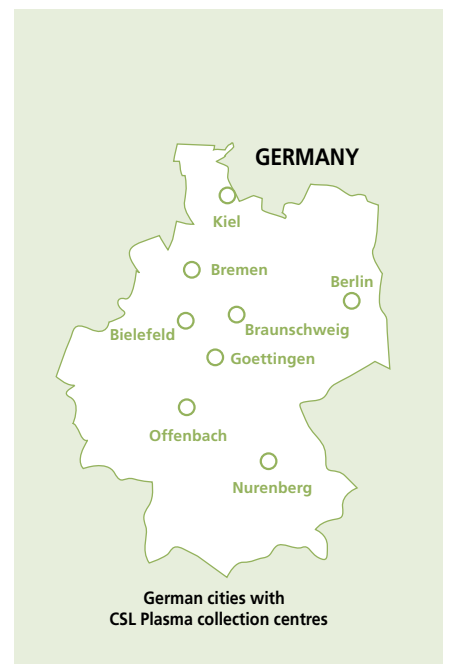 GERMANY
Kiel
Bremen
Berlin
Bielefeld
Braunschweig
Goettingen
Offenbach
Nurenberg
German cities with
CSL Plasma collection centres